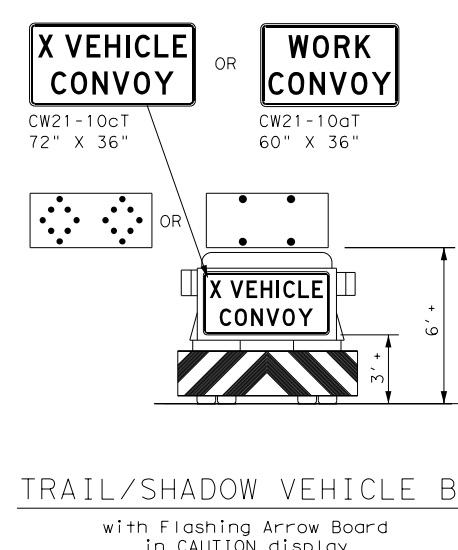 X VEHICLE
CONVOY
OR
WORK
CONVOY
CW21-10cT
72" X 36"
CW21-10aT
60" X 36"
OR
X VEHICLE
CONVOY
3' +
6' +
TRAIL/SHADOW VEHICLE B
with Flashing Arrow Board
in CAUTION display